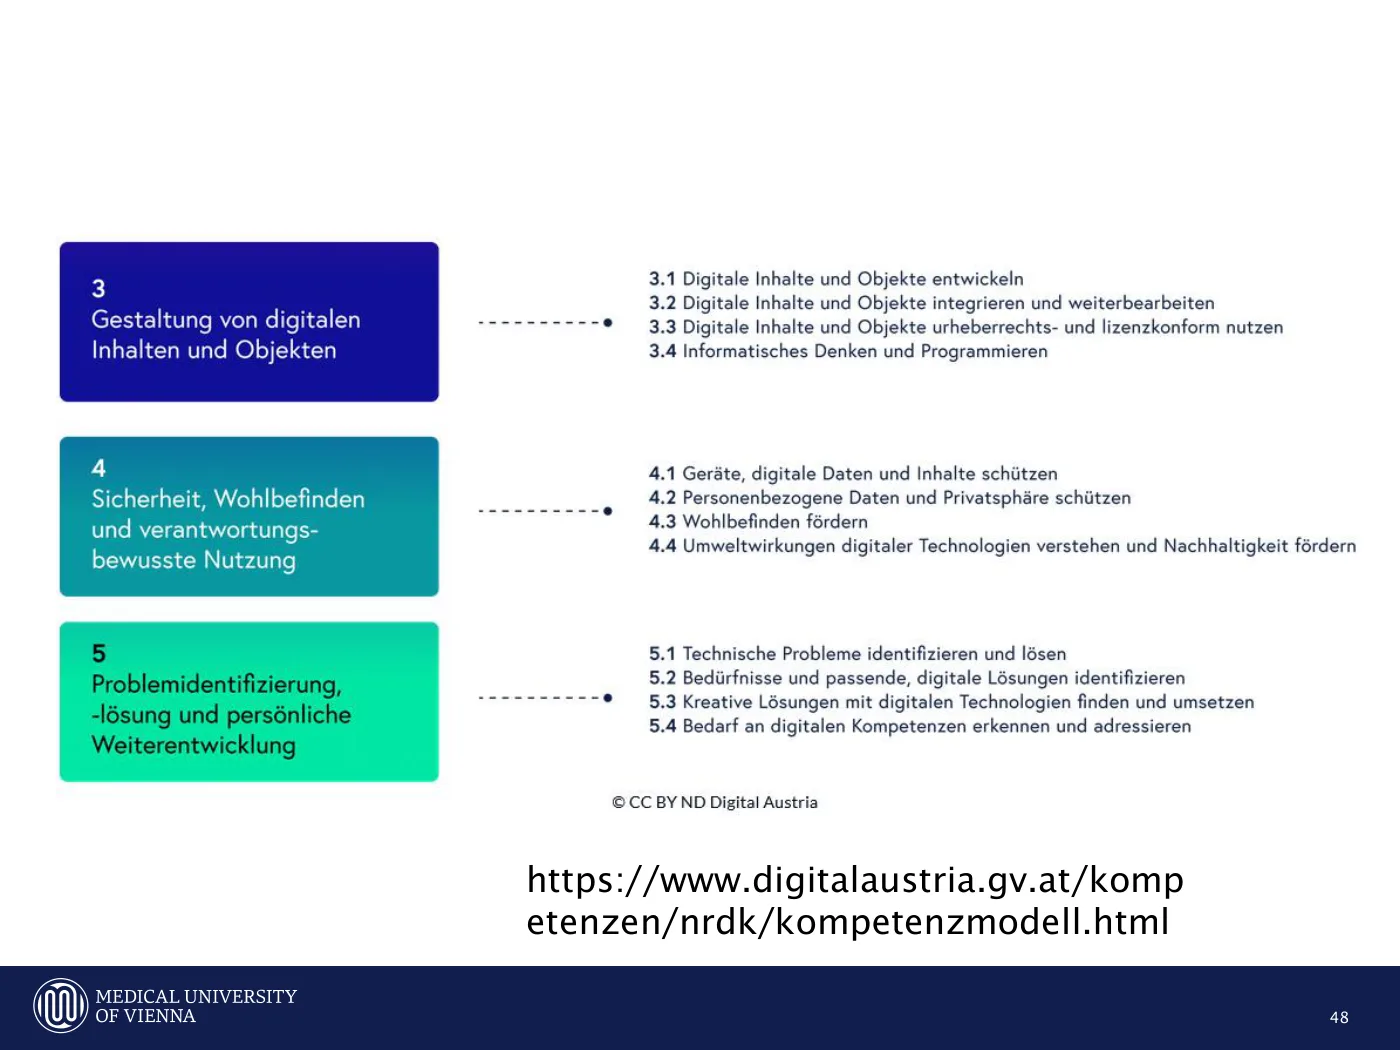 3
Gestaltung von digitalen
Inhalten und Objekten
3.1 Digitale Inhalte und Objekte entwickeln
3.2 Digitale Inhalte und Objekte integrieren und weiterbearbeiten
3.3 Digitale Inhalte und Objekte urheberrechts- und lizenzkonform nutzen
3.4 Informatisches Denken und Programmieren
4
Sicherheit, Wohlbefinden
und verantwortungs-
bewusste Nutzung
4.1 Geräte, digitale Daten und Inhalte schützen
4.2 Personenbezogene Daten und Privatsphäre schützen
4.3 Wohlbefinden fördern
4.4 Umweltwirkungen digitaler Technologien verstehen und Nachhaltigkeit fördern
5
Problemidentifizierung,
-lösung und persönliche
Weiterentwicklung
5.1 Technische Probleme identifizieren und lösen
5.2 Bedürfnisse und passende, digitale Lösungen identifizieren
5.3 Kreative Lösungen mit digitalen Technologien finden und umsetzen
5.4 Bedarf an digitalen Kompetenzen erkennen und adressieren
© CC BY ND Digital Austria
https://www.digitalaustria.gv.at/komp
etenzen/nrdk/kompetenzmodell.html
MEDICAL UNIVERSITY
OF VIENNA
48